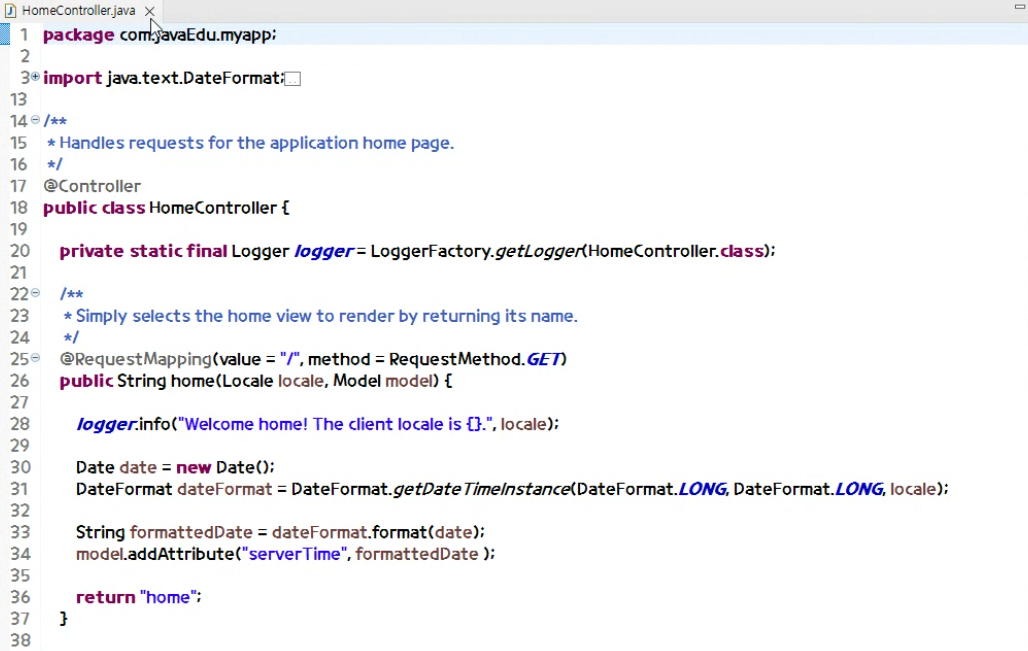 HomeController.java
1 package com.javaEdu.myapp;
2
3 import java.text.DateFormat;
13
14 /**
15 * Handles requests for the application home page.
16 */
17 @Controller
18 public class HomeController {
19
20 private static final Logger logger = LoggerFactory.getLogger(HomeController.class);
21
22 /**
23 * Simply selects the home view to render by returning its name.
24 */
25 @RequestMapping(value = "/", method = RequestMethod.GET)
26 public String home(Locale locale, Model model) {
27
28 logger.info("Welcome home! The client locale is {}.", locale);
29
30 Date date = new Date();
31 DateFormat dateFormat = DateFormat.getDateTimeInstance(DateFormat.LONG, DateFormat.LONG, locale);
32
33 String formattedDate = dateFormat.format(date);
34 model.addAttribute("serverTime", formattedDate );
35
36 return "home";
37 }
38